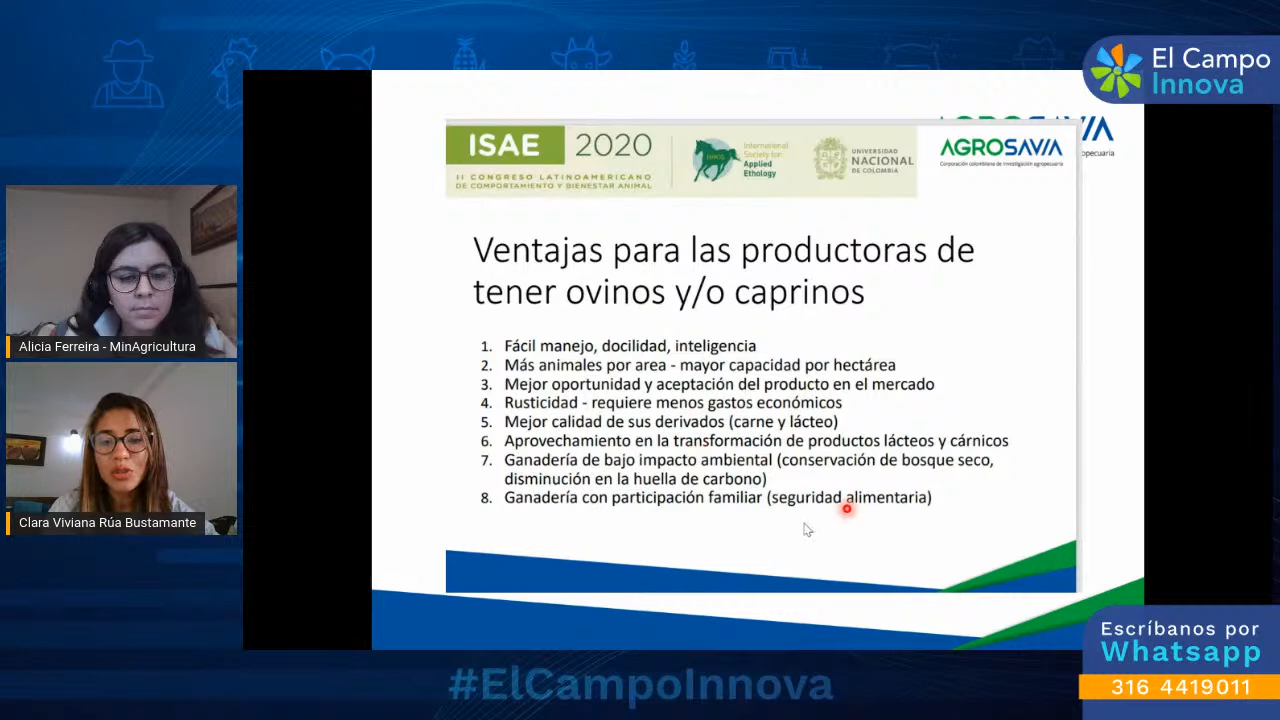 El Campo
Innova
AGROSAVIA
opecuaria
ISAE 2020
II CONGRESO LATINOAMERICANO
DE COMPORTAMIENTO Y BIENESTAR ANIMAL
International
Society for
Applied
Ethology
UNIVERSIDAD
NACIONAL
DE COLOMBIA
AGROSAVIA
Corporación colombiana de investigación agropecuaria
Ventajas para las productoras de
tener ovinos y/o caprinos
1. Fácil manejo, docilidad, inteligencia
2. Más animales por area - mayor capacidad por hectárea
3. Mejor oportunidad y aceptación del producto en el mercado
4. Rusticidad - requiere menos gastos económicos
5. Mejor calidad de sus derivados (carne y lácteo)
6. Aprovechamiento en la transformación de productos lácteos y cárnicos
7. Ganadería de bajo impacto ambiental (conservación de bosque seco,
disminución en la huella de carbono)
8. Ganadería con participación familiar (seguridad alimentaria)
Alicia Ferreira - MinAgricultura
Clara Viviana Rúa Bustamante
Escríbanos por
Whatsapp
316 4419011
#ElCampoInnova